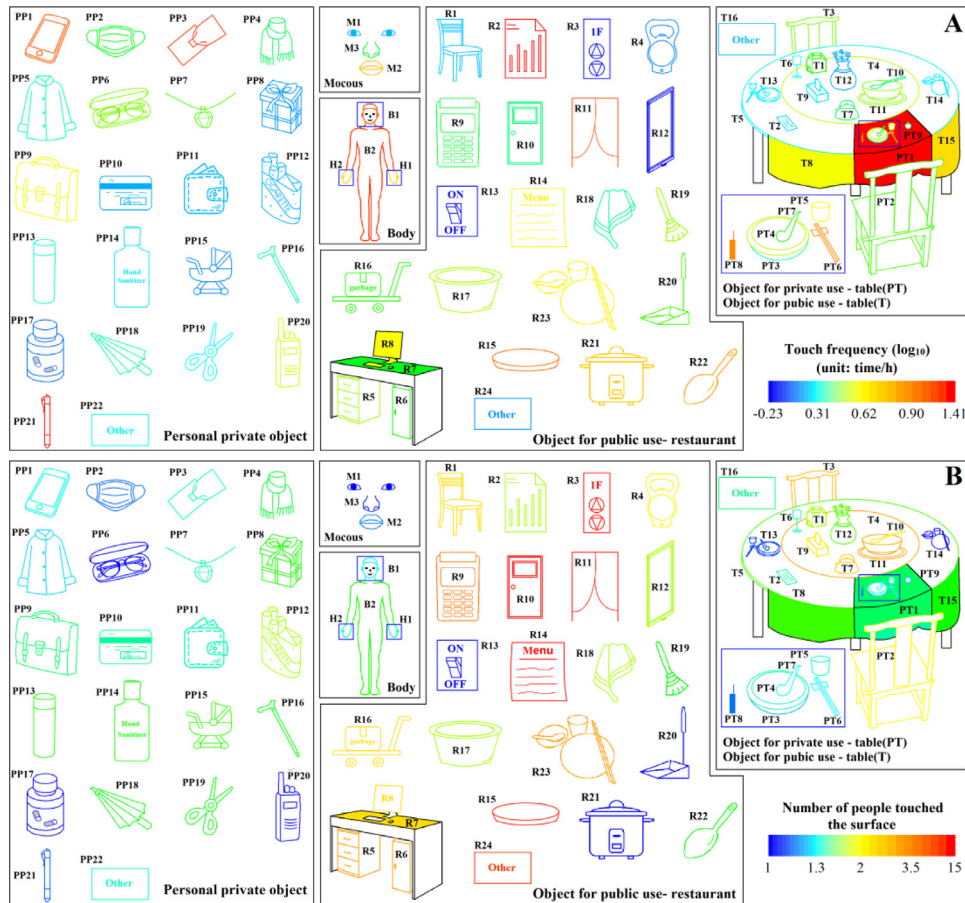 A
PP1 PP2 PP3 PP4
PP5 PP6 PP7 PP8
PP9 PP10 PP11 PP12
PP13 PP14 PP15 PP16
Hand
Sanitizer
PP17 PP18 PP19 PP20
PP21 PP22
Other
Personal private object
M1
M3
M2
Mocous
B1
B2
H2 H1
Body
R1 R2 R3 R4
1F
R9 R10 R11 R12
R13 R14 R18 R19
ON
OFF
Menu
R16 R17 R23 R20
garbage
R8
R7
R5 R6
R15 R21 R22
R24
Other
Object for public use- restaurant
T16
Other
T3
T6 T1 T4
T12 T10
T13 T9 T14
T7 T11
T5 T2 PT9
T8 PT1 T15
PT2
PT5
PT7
PT4
PT8 PT3 PT6
Object for private use - table(PT)
Object for pubic use - table(T)
Touch frequency (log10)
(unit: time/h)
-0.23 0.31 0.62 0.90 1.41
B
PP1 PP2 PP3 PP4
PP5 PP6 PP7 PP8
PP9 PP10 PP11 PP12
PP13 PP14 PP15 PP16
Hand
Sanitizer
PP17 PP18 PP19 PP20
PP21 PP22
Other
Personal private object
M1
M3
M2
Mocous
B1
B2
H2 H1
Body
R1 R2 R3 R4
1F
R9 R10 R11 R12
R13 R14 R18 R19
ON
OFF
Menu
R16 R17 R23 R20
garbage
R8
R7
R5 R6
R15 R21 R22
R24
Other
Object for public use- restaurant
T16
Other
T3
T6 T1 T4
T12 T10
T13 T9 T14
T7 T11
T5 T2 PT9
T8 PT1 T15
PT2
PT5
PT7
PT4
PT8 PT3 PT6
Object for private use - table(PT)
Object for pubic use - table(T)
Number of people touched
the surface
1 1.3 2 3.5 15